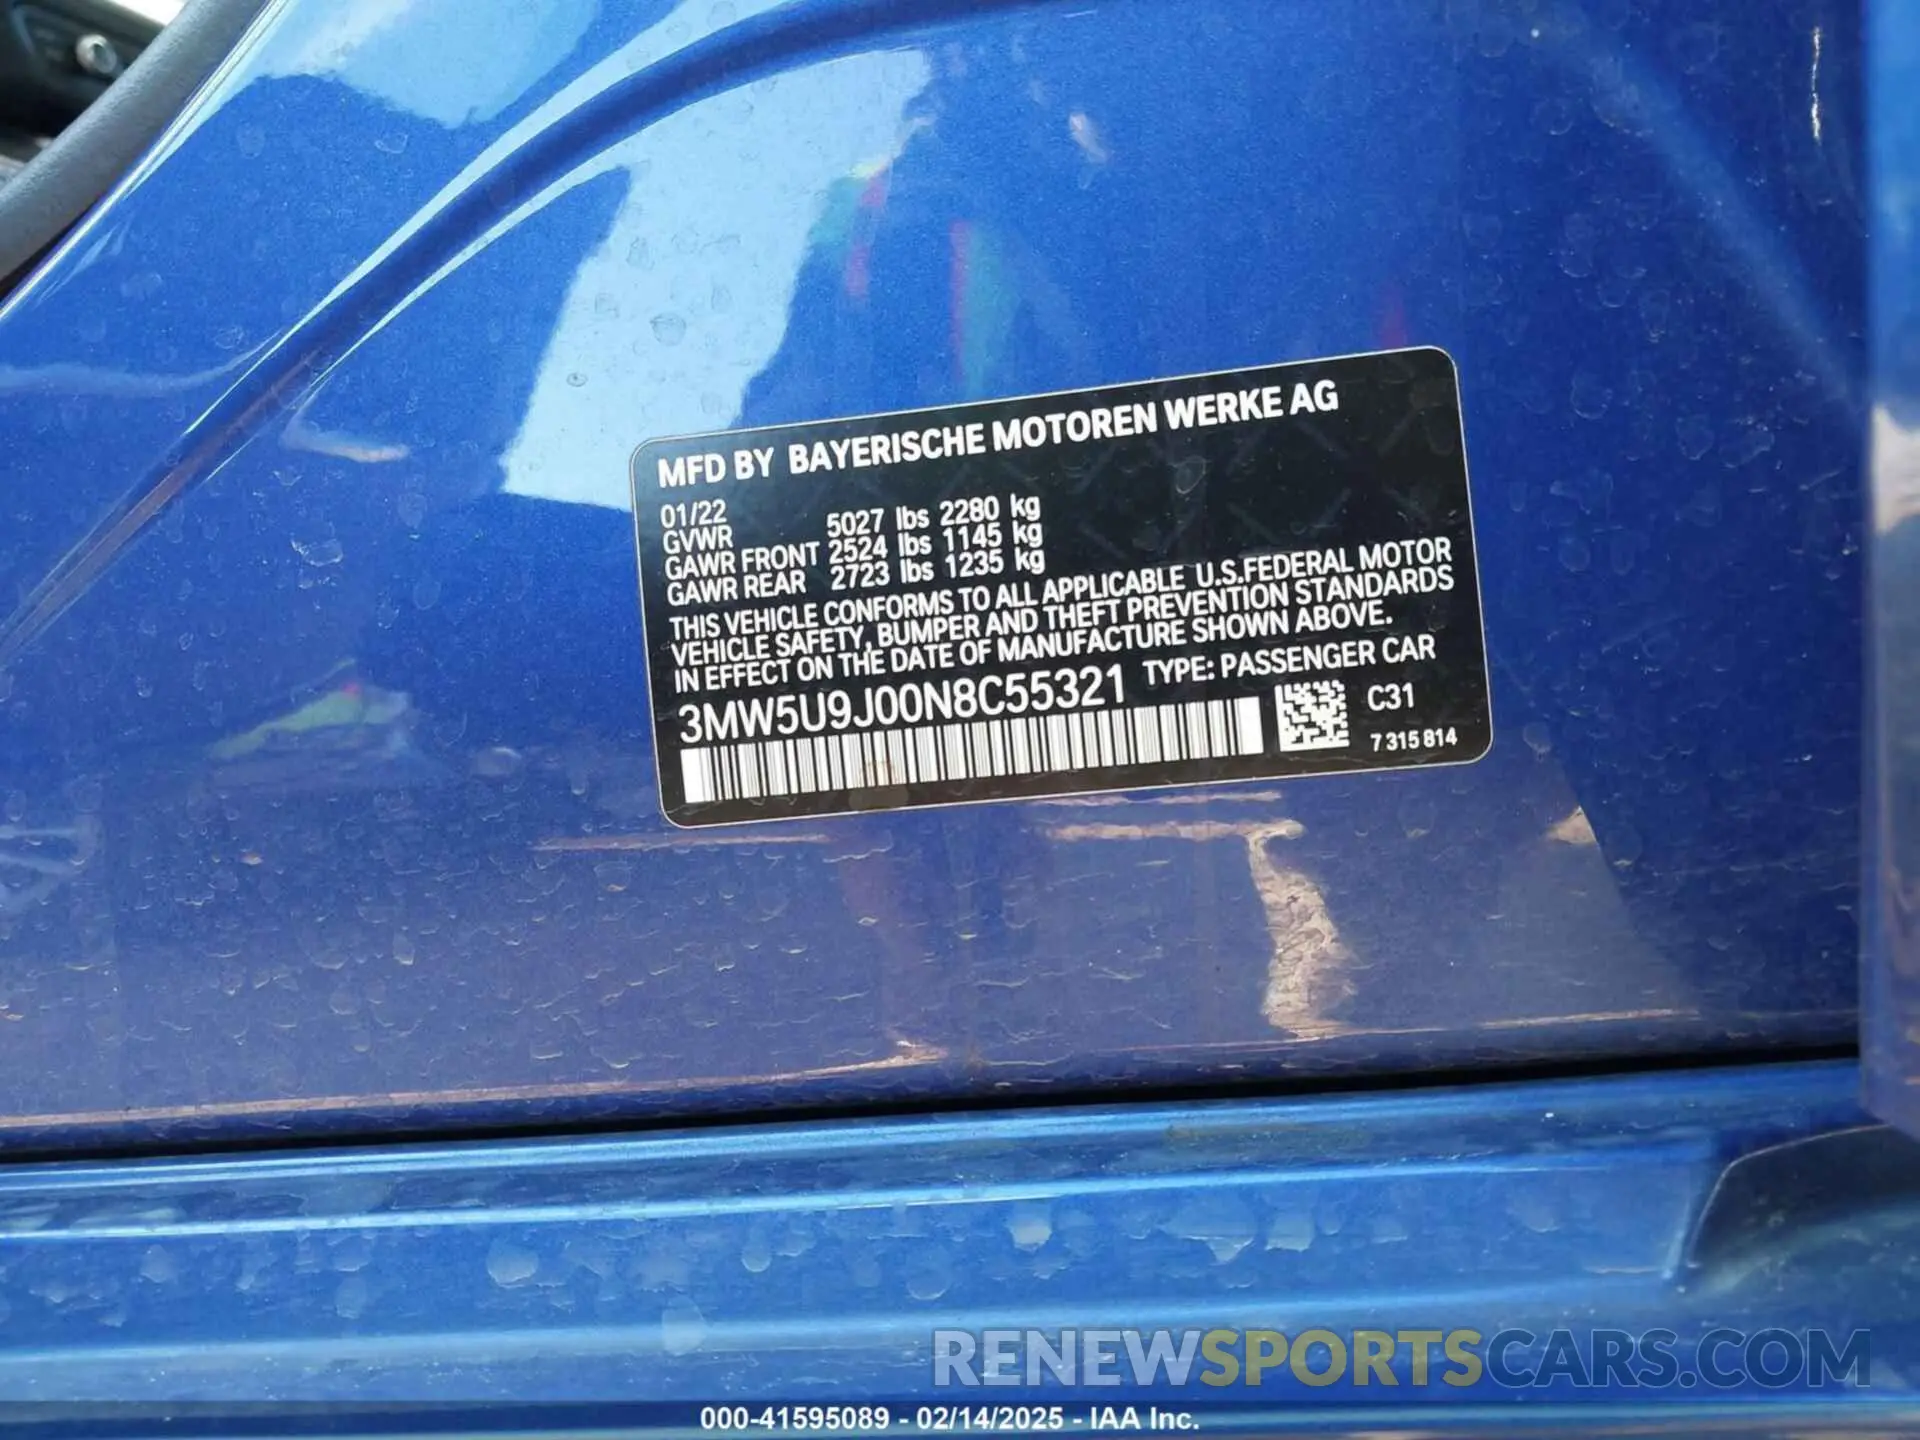 MFD BY BAYERISCHE MOTOREN WERKE AG
01/22
GVWR 5027 lbs 2280 kg
GAWR FRONT 2524 lbs 1145 kg
GAWR REAR 2723 lbs 1235 kg
THIS VEHICLE CONFORMS TO ALL APPLICABLE U.S.FEDERAL MOTOR
VEHICLE SAFETY, BUMPER AND THEFT PREVENTION STANDARDS
IN EFFECT ON THE DATE OF MANUFACTURE SHOWN ABOVE.
3MW5U9J00N8C55321 TYPE: PASSENGER CAR
C31
7 315 814
RENEWSPORTSCARS.COM
000-41595089 - 02/14/2025 - IAA Inc.